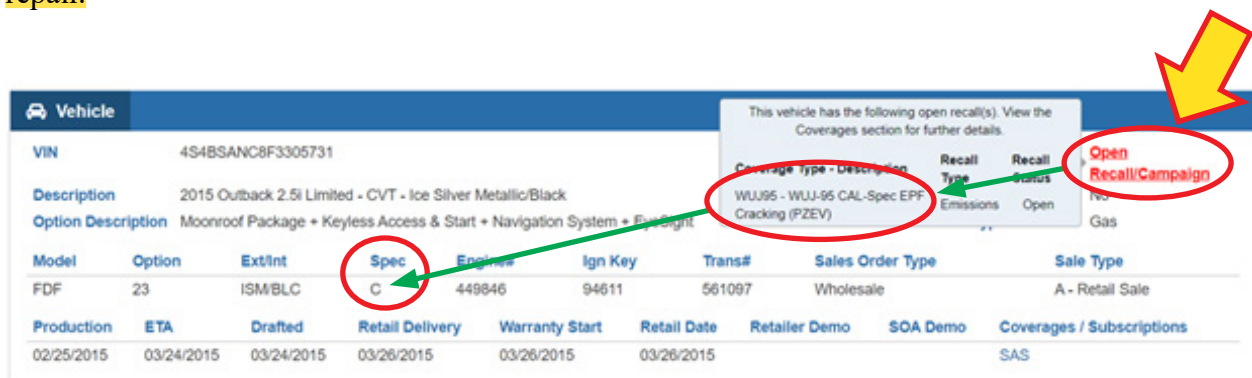 repair.
Vehicle
This vehicle has the following open recall(s). View the
Coverages section for further details.
VIN 4S4BSANC8F3305731
Open
Recall/Campaign
Coverage Type - Description Recall Type Recall Status
WUJ95 - WUJ-95 CAL-Spec EPF
Cracking (PZEV) Emissions Open
Description 2015 Outback 2.5i Limited - CVT - Ice Silver Metallic/Black No
Option Description Moonroof Package + Keyless Access & Start + Navigation System + EyeSight Gas
Model Option Ext/Int Spec Engine# Ign Key Trans# Sales Order Type Sale Type
FDF 23 ISM/BLC C 449846 94611 561097 Wholesale A - Retail Sale
Production ETA Drafted Retail Delivery Warranty Start Retail Date Retailer Demo SOA Demo Coverages / Subscriptions
02/25/2015 03/24/2015 03/24/2015 03/26/2015 03/26/2015 03/26/2015 SAS